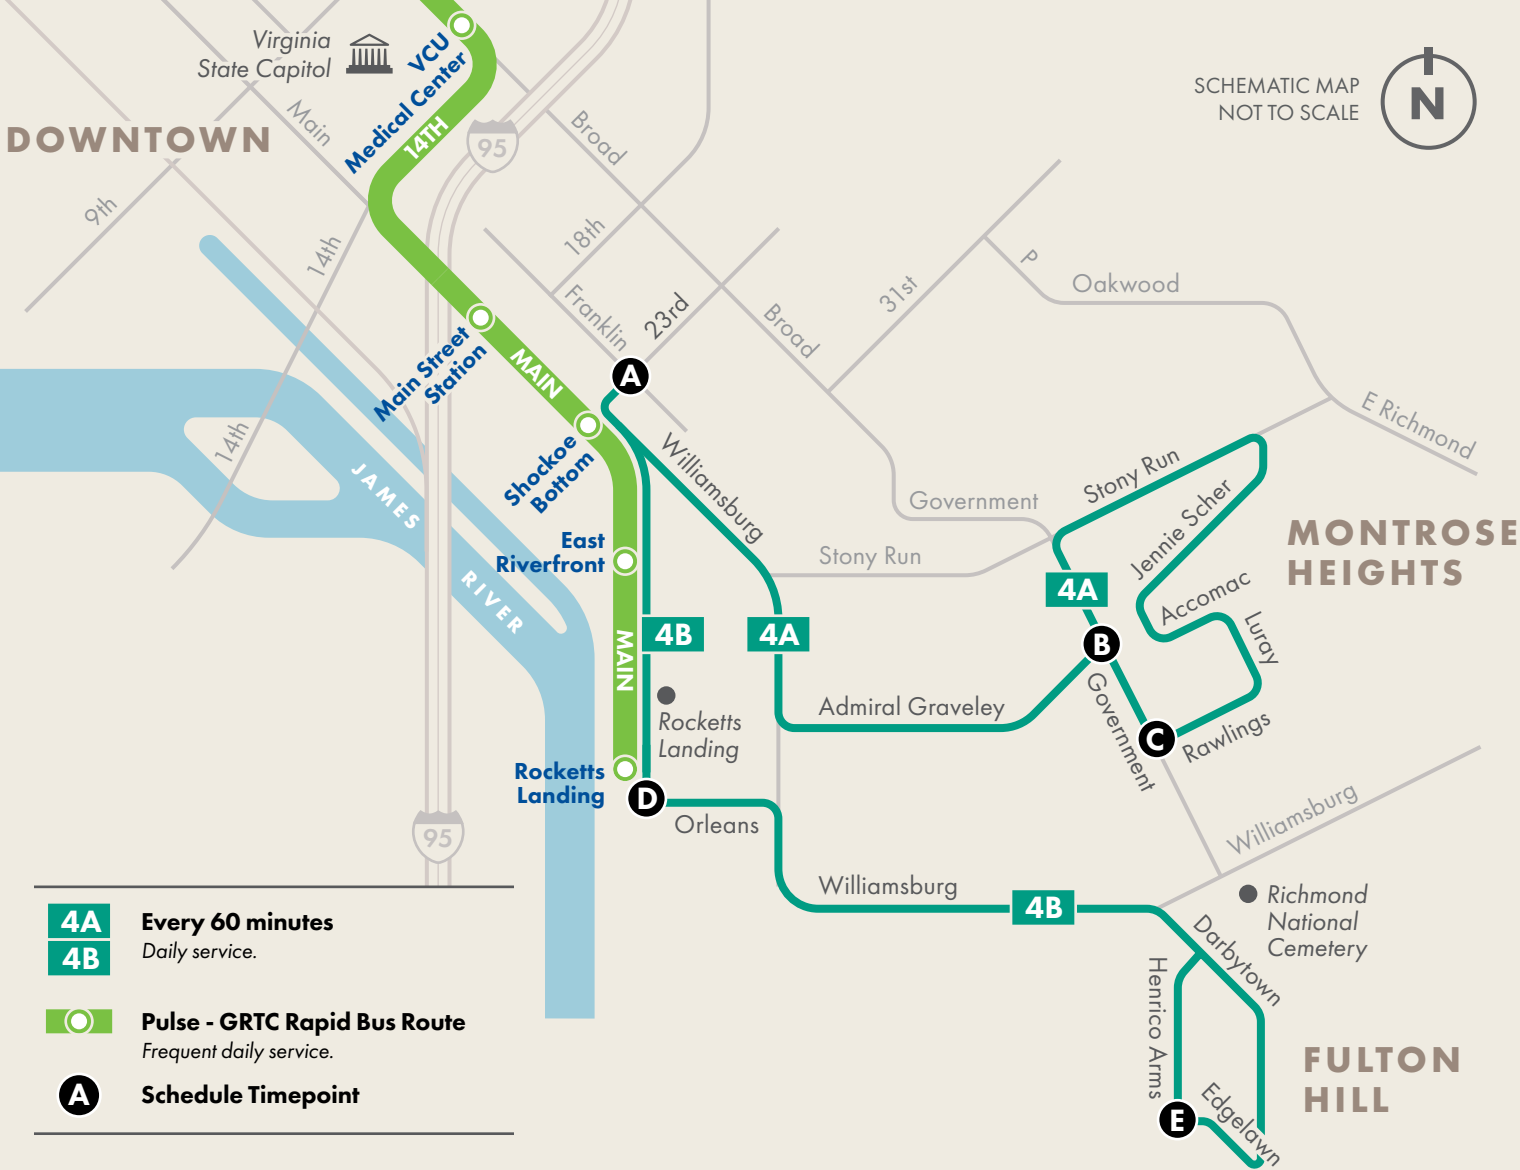 Virginia
State Capitol
VCU
Medical Center
DOWNTOWN
Main
14TH
95
Broad
SCHEMATIC MAP
NOT TO SCALE
N
9th
14th
18th
Franklin
23rd
Broad
31st
P
Oakwood
E Richmond
Main Street
Station
MAIN
A
14th
JAMES
RIVER
Shockoe
Bottom
Williamsburg
Government
Stony Run
Stony Run
Jennie Scher
MONTROSE
HEIGHTS
East
Riverfront
4A
Accomac
Luray
MAIN
4B
4A
B
Rocketts
Landing
Admiral Graveley
Government
C
Rawlings
Rocketts
Landing
D
Orleans
95
Williamsburg
Williamsburg
4B
Richmond
National
Cemetery
Darbytown
Henrico Arms
FULTON
HILL
Edgelawn
E
4A
4B
Every 60 minutes
Daily service.
Pulse - GRTC Rapid Bus Route
Frequent daily service.
A
Schedule Timepoint